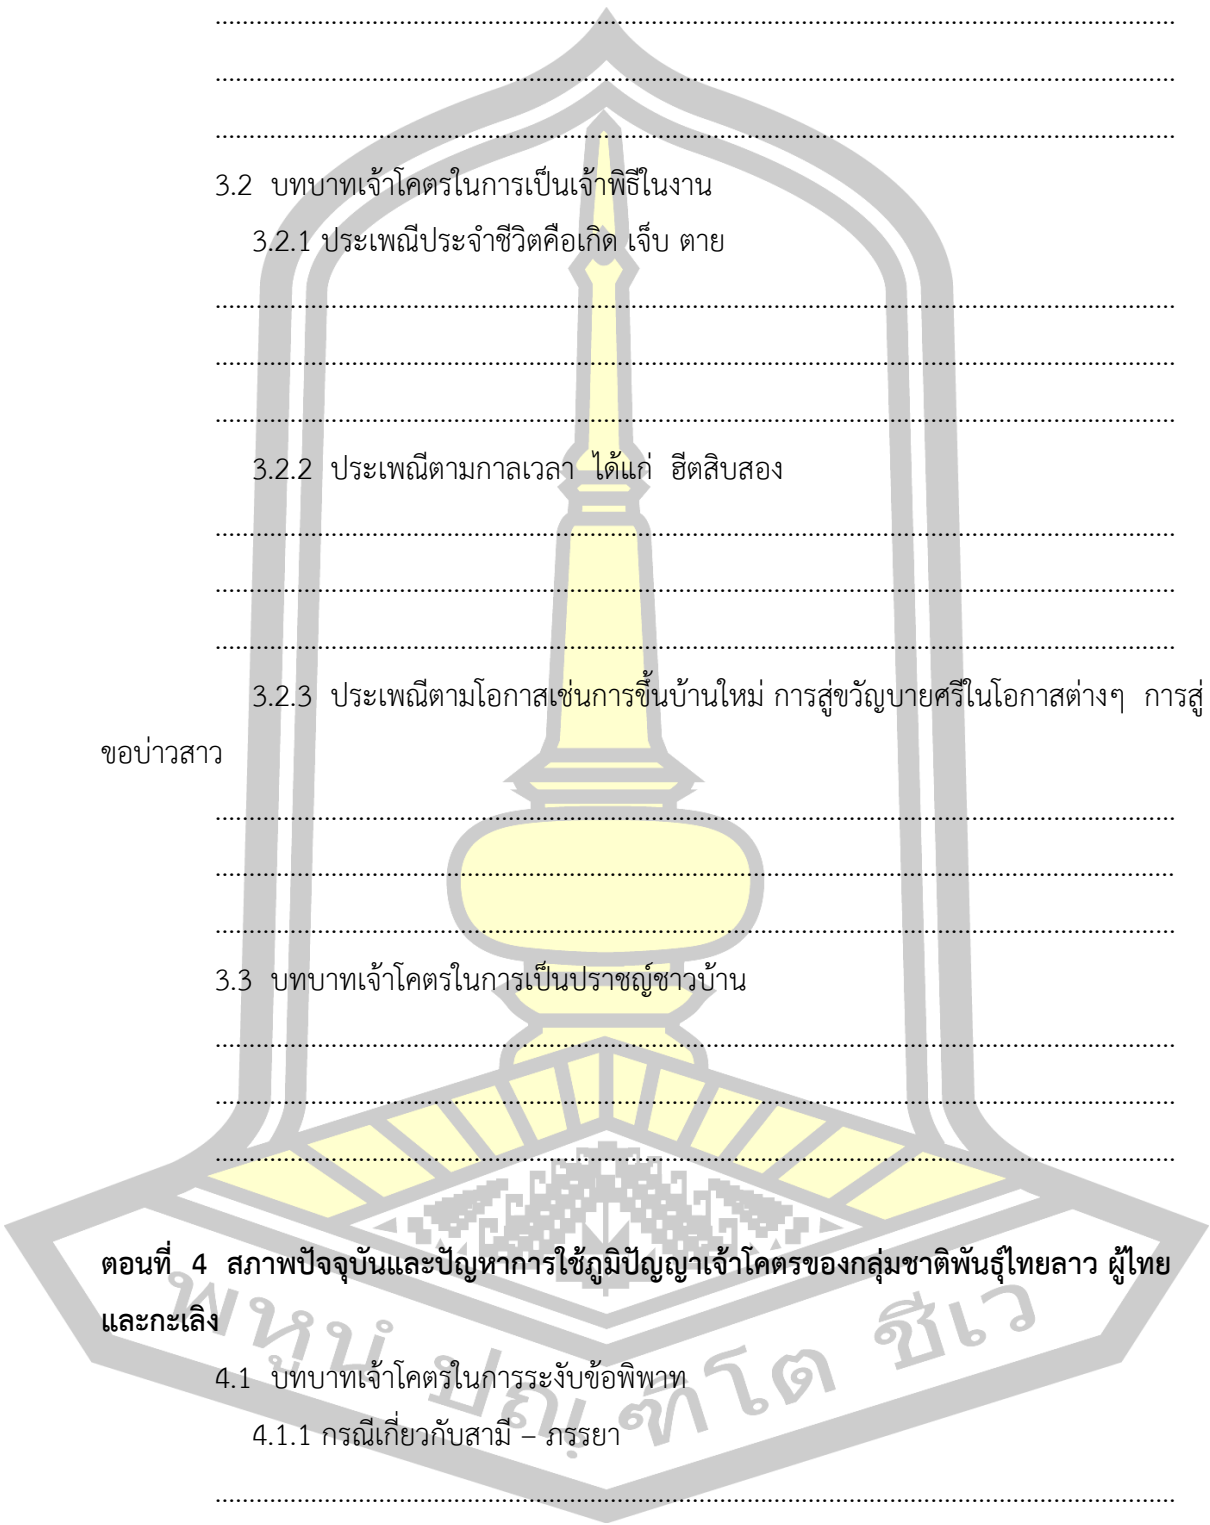 ................................................................................................................................................
................................................................................................................................................
................................................................................................................................................
3.2 บทบาทเจ้าโคตรในการเป็นเจ้าพิธีในงาน
3.2.1 ประเพณีประจำชีวิตคือเกิด เจ็บ ตาย
................................................................................................................................................
................................................................................................................................................
................................................................................................................................................
3.2.2 ประเพณีตามกาลเวลา ได้แก่ ฮีตสิบสอง
................................................................................................................................................
................................................................................................................................................
................................................................................................................................................
3.2.3 ประเพณีตามโอกาสเช่นการขึ้นบ้านใหม่ การสู่ขวัญบายศรีในโอกาสต่างๆ การสู่
ขอบ่าวสาว
................................................................................................................................................
................................................................................................................................................
................................................................................................................................................
3.3 บทบาทเจ้าโคตรในการเป็นปราชญ์ชาวบ้าน
................................................................................................................................................
................................................................................................................................................
................................................................................................................................................
ตอนที่ 4 สภาพปัจจุบันและปัญหาการใช้ภูมิปัญญาเจ้าโคตรของกลุ่มชาติพันธุ์ไทยลาว ผู้ไทย
และกะเลิง
พหูนํ ปณฺฑิโต ชีเว
4.1 บทบาทเจ้าโคตรในการระงับข้อพิพาท
4.1.1 กรณีเกี่ยวกับสามี – ภรรยา
................................................................................................................................................